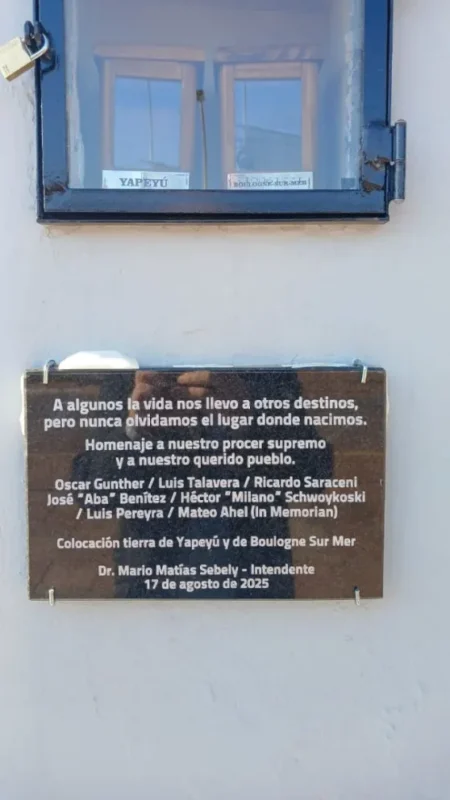 YAPEYÚ
BOULOGNE-SUR-MER
A algunos la vida nos llevo a otros destinos,
pero nunca olvidamos el lugar donde nacimos.
Homenaje a nuestro procer supremo
y a nuestro querido pueblo.
Oscar Gunther / Luis Talavera / Ricardo Saraceni
José "Aba" Benítez / Héctor "Milano" Schwoykoski
/ Luis Pereyra / Mateo Ahel (In Memorian)
Colocación tierra de Yapeyú y de Boulogne Sur Mer
Dr. Mario Matías Sebely - Intendente
17 de agosto de 2025